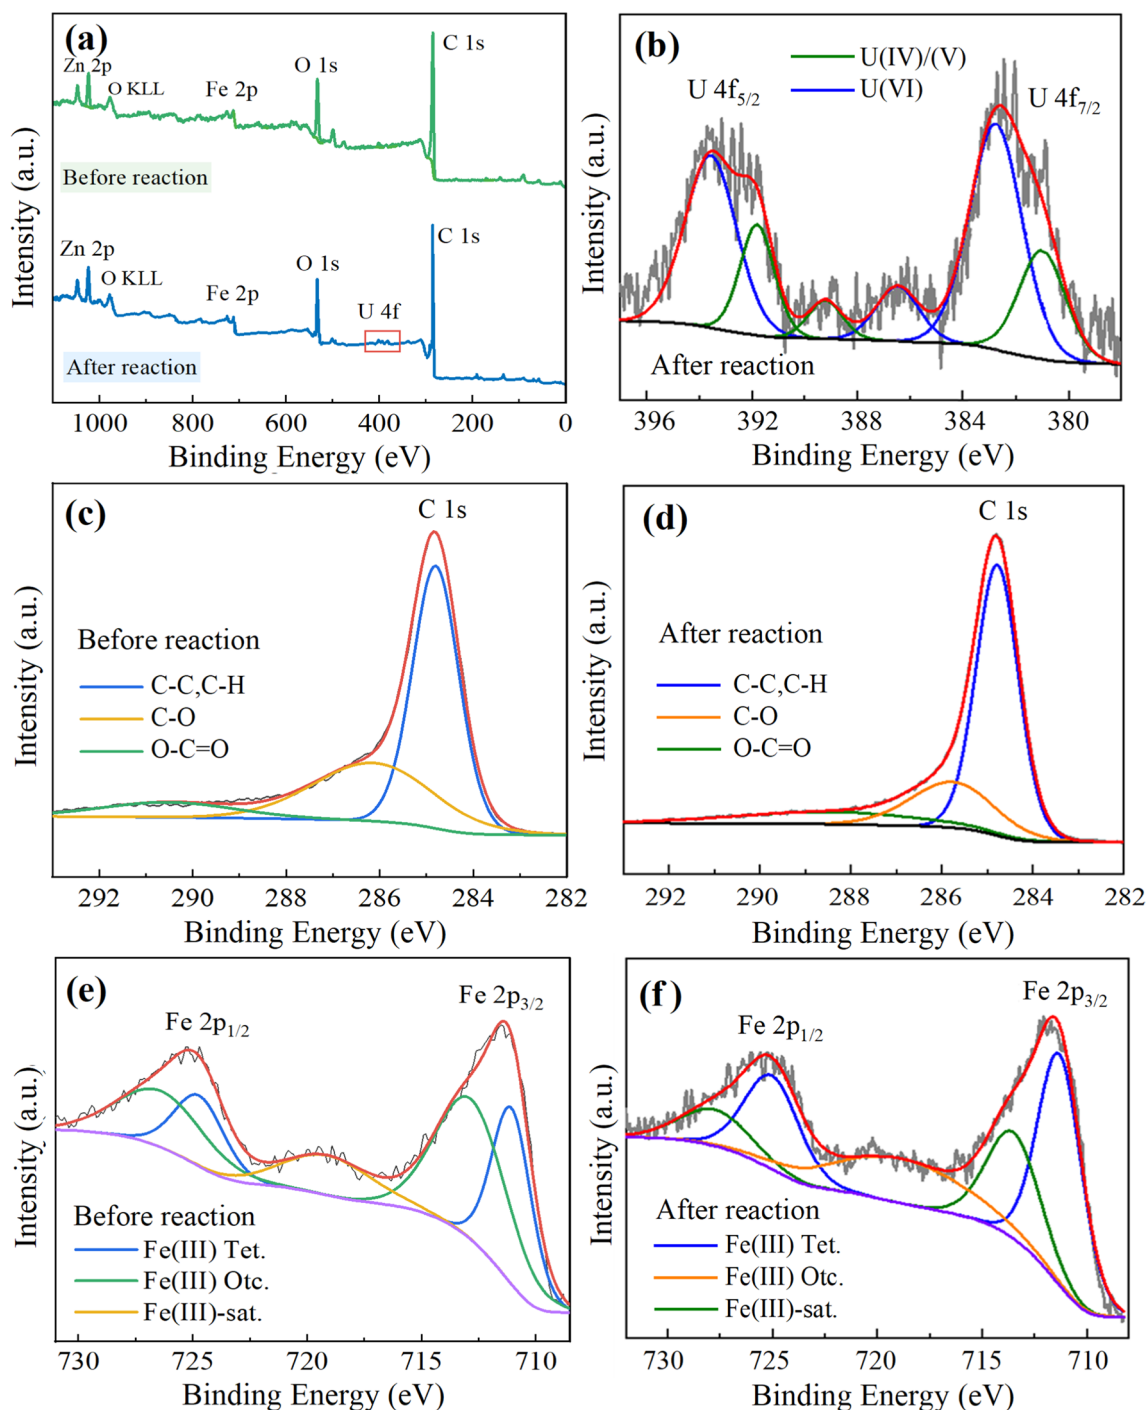 (a)
C 1s
Zn 2p
O KLL
Fe 2p
O 1s
Before reaction
Zn 2p
O KLL
Fe 2p
O 1s
U 4f
C 1s
After reaction
Intensity (a.u.)
1000 800 600 400 200 0
Binding Energy (eV)
(b)
U(IV)/(V)
U(VI)
U 4f5/2
U 4f7/2
After reaction
Intensity (a.u.)
396 392 388 384 380
Binding Energy (eV)
(c)
C 1s
Before reaction
C-C,C-H
C-O
O-C=O
Intensity (a.u.)
292 290 288 286 284 282
Binding Energy (eV)
(d)
C 1s
After reaction
C-C,C-H
C-O
O-C=O
Intensity (a.u.)
292 290 288 286 284 282
Binding Energy (eV)
(e)
Fe 2p3/2
Fe 2p1/2
Before reaction
Fe(III) Tet.
Fe(III) Otc.
Fe(III)-sat.
Intensity (a.u.)
730 725 720 715 710
Binding Energy (eV)
(f)
Fe 2p3/2
Fe 2p1/2
After reaction
Fe(III) Tet.
Fe(III) Otc.
Fe(III)-sat.
Intensity (a.u.)
730 725 720 715 710
Binding Energy (eV)